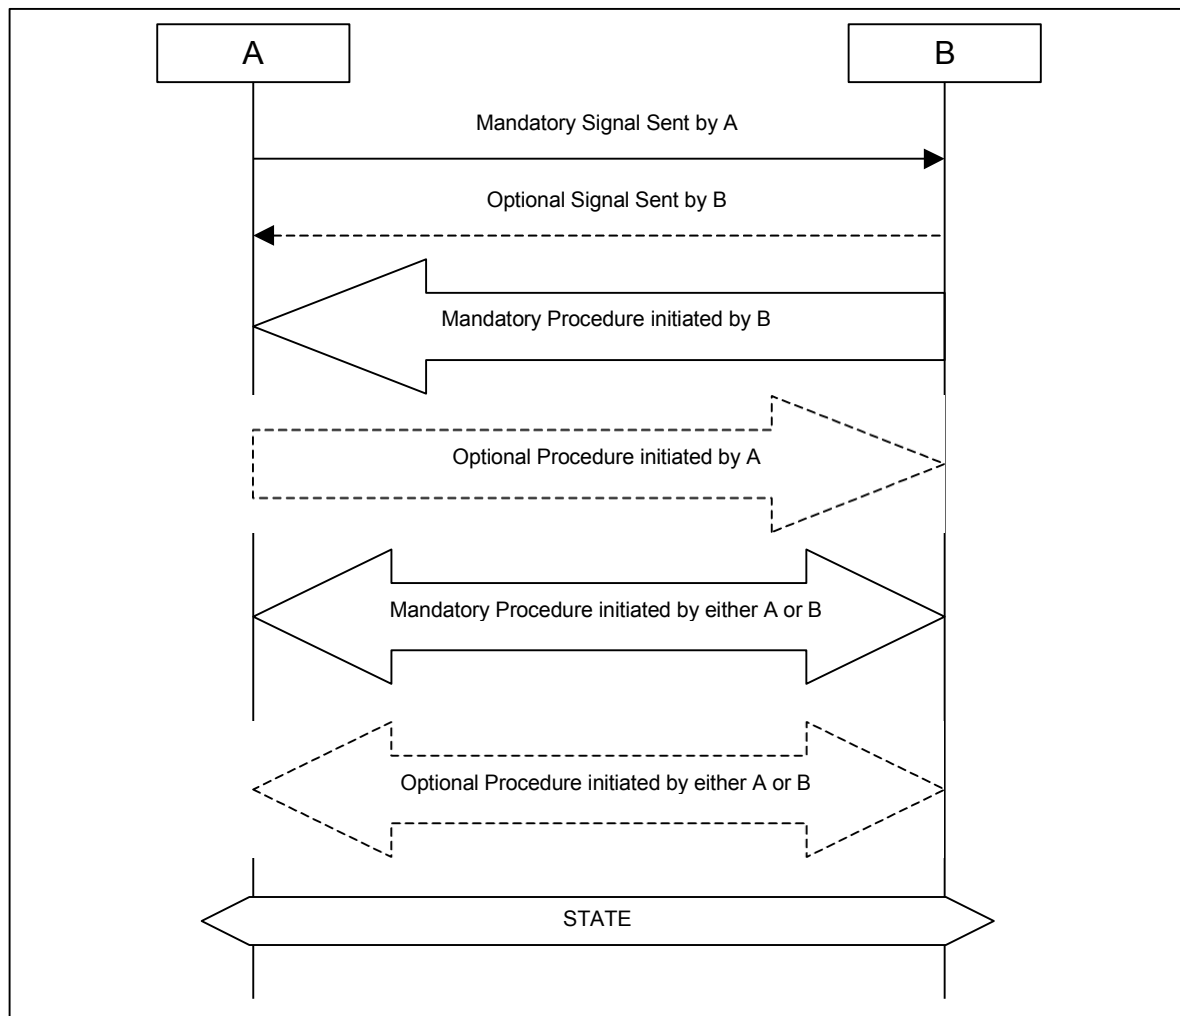 A
B
Mandatory Signal Sent by A
Optional Signal Sent by B
Mandatory Procedure initiated by B
Optional Procedure initiated by A
Mandatory Procedure initiated by either A or B
Optional Procedure initiated by either A or B
STATE